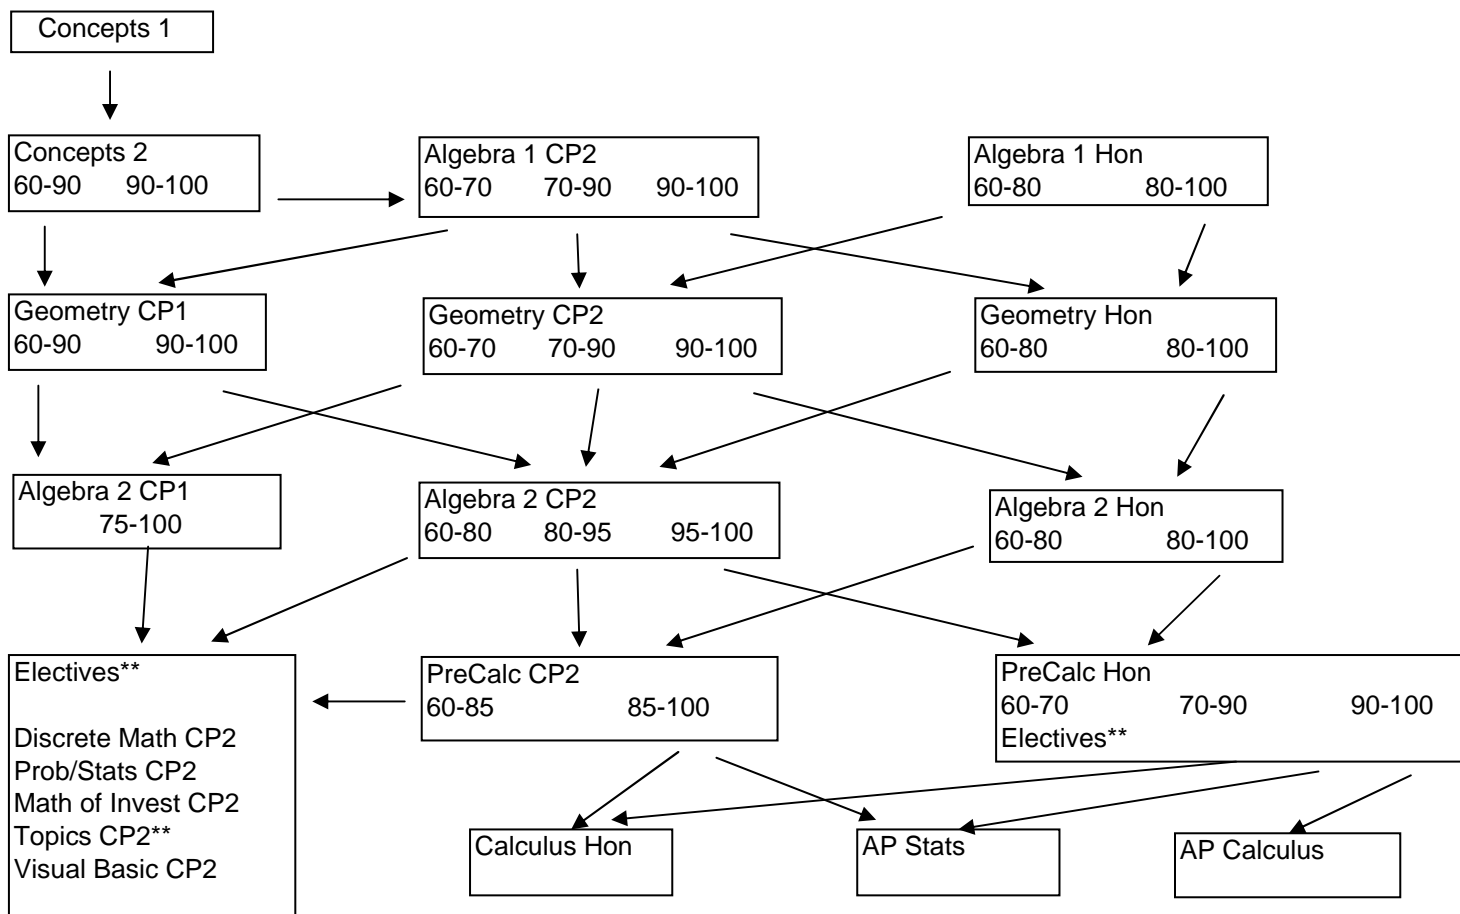 Concepts 1
Concepts 2
60-90 90-100
Algebra 1 CP2
60-70 70-90 90-100
Algebra 1 Hon
60-80 80-100
Geometry CP1
60-90 90-100
Geometry CP2
60-70 70-90 90-100
Geometry Hon
60-80 80-100
Algebra 2 CP1
75-100
Algebra 2 CP2
60-80 80-95 95-100
Algebra 2 Hon
60-80 80-100
Electives**
Discrete Math CP2
Prob/Stats CP2
Math of Invest CP2
Topics CP2**
Visual Basic CP2
PreCalc CP2
60-85 85-100
PreCalc Hon
60-70 70-90 90-100
Electives**
Calculus Hon
AP Stats
AP Calculus